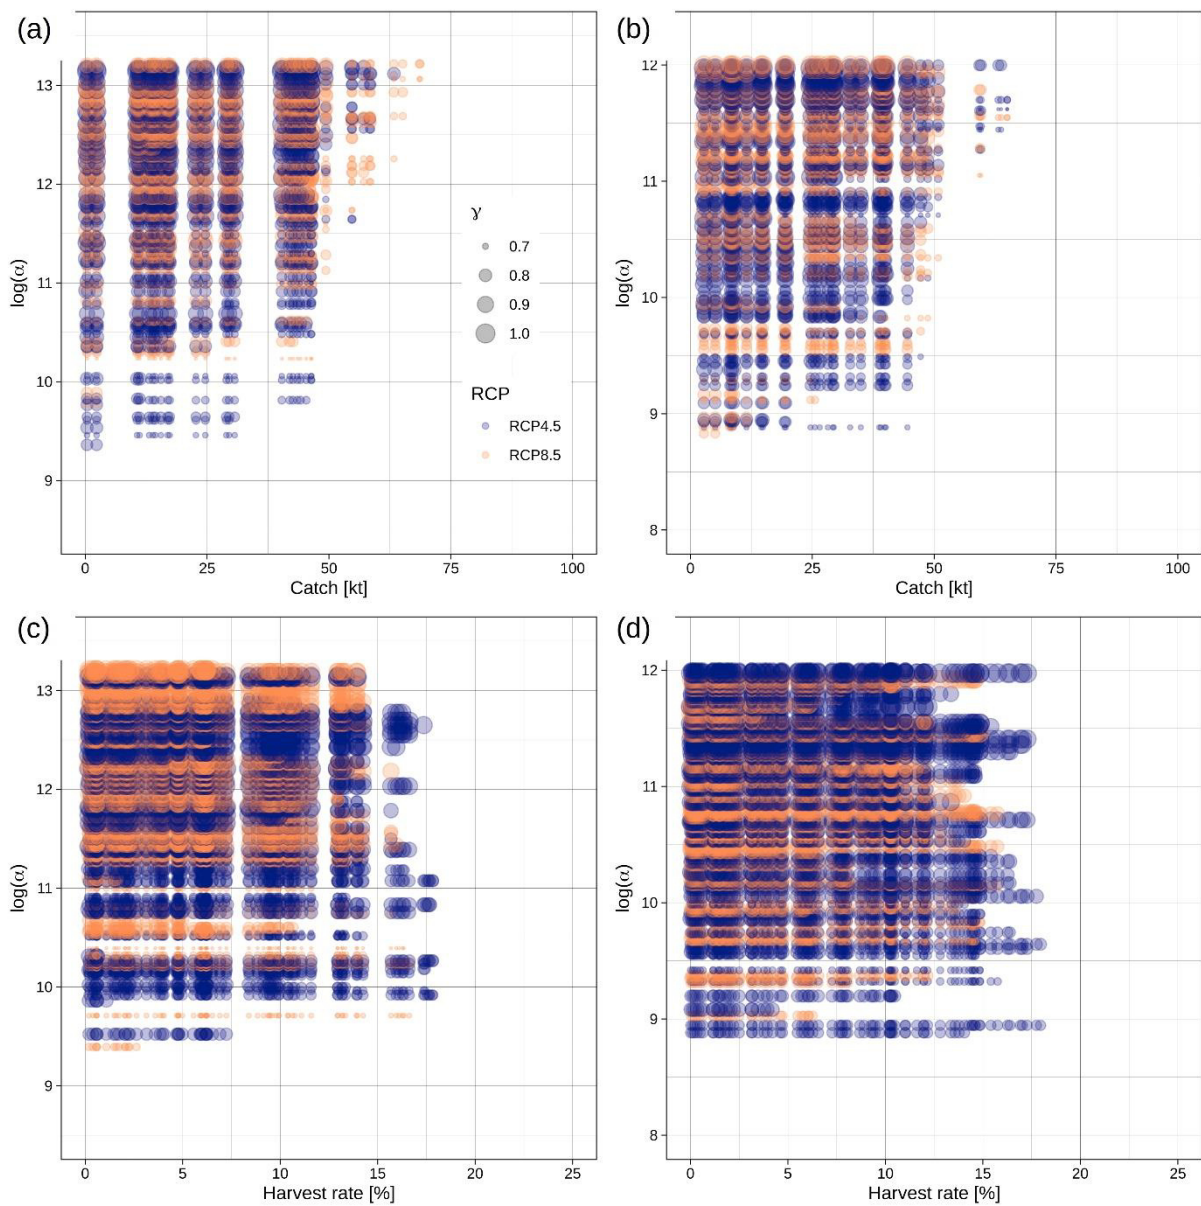 (a)
(b)
13
12
11
10
9
log(α)
γ
0.7
0.8
0.9
1.0
RCP
RCP4.5
RCP8.5
0 25 50 75 100
Catch [kt]
12
11
10
9
8
log(α)
0 25 50 75 100
Catch [kt]
(c)
(d)
13
12
11
10
9
log(α)
0 5 10 15 20 25
Harvest rate [%]
12
11
10
9
8
log(α)
0 5 10 15 20 25
Harvest rate [%]